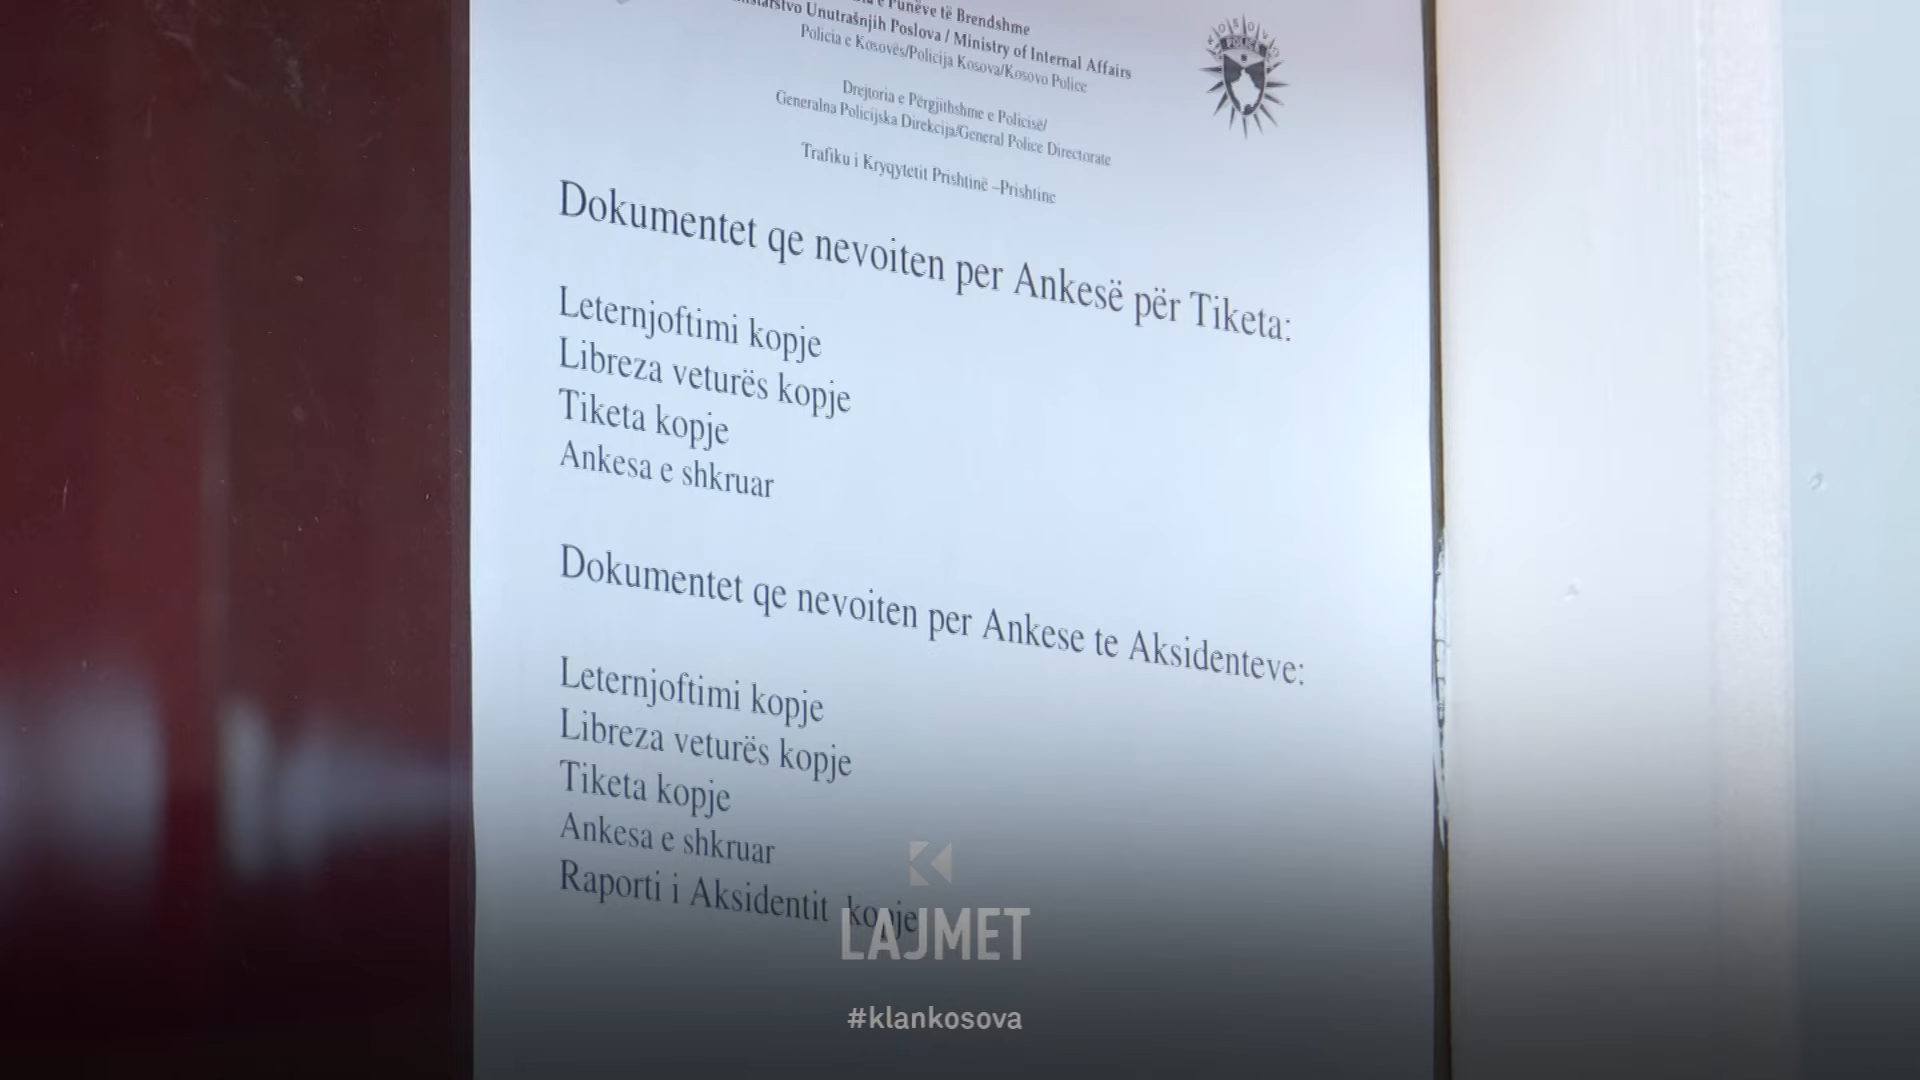 e Punëve të Brendshme
Unutrašnjih Poslova / Ministry of Internal Affairs
Policia e Kosovës/Policija Kosova/Kosovo Police
Drejtoria e Përgjithshme e Policisë/
Generalna Policijska Direkcija/General Police Directorate
Trafiku i Kryqytetit Prishtinë –Prishtine
KOSOVO
POLICE
Dokumentet qe nevoiten per Ankesë për Tiketa:
Leternjoftimi kopje
Libreza veturës kopje
Tiketa kopje
Ankesa e shkruar
Dokumentet qe nevoiten per Ankese te Aksidenteve:
Leternjoftimi kopje
Libreza veturës kopje
Tiketa kopje
Ankesa e shkruar
Raporti i Aksidentit kopje
LAJMET
#klankosova